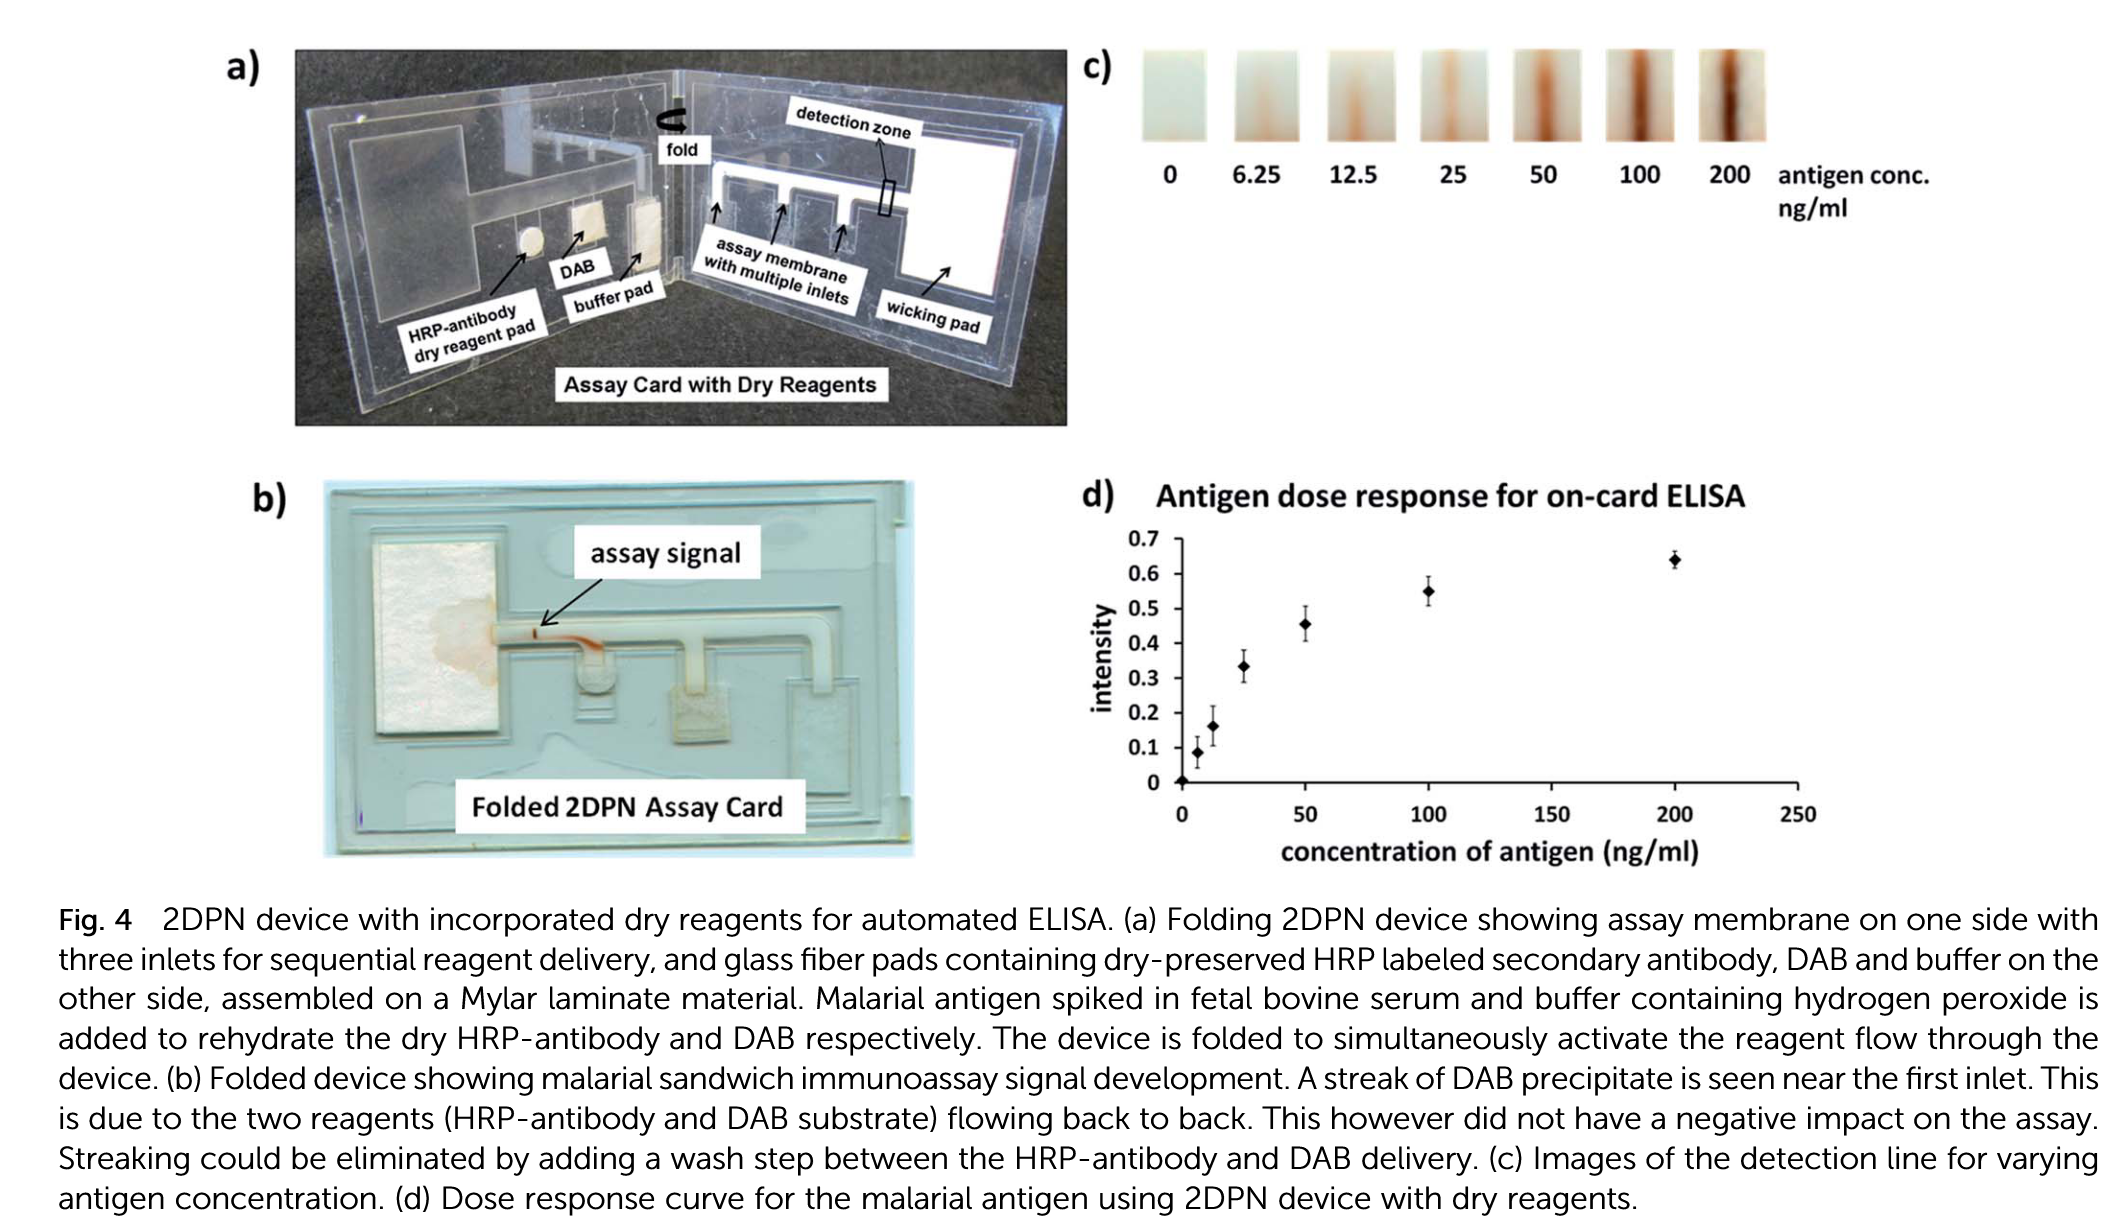 a)
fold
detection zone
assay membrane
with multiple inlets
wicking pad
DAB
buffer pad
HRP-antibody
dry reagent pad
Assay Card with Dry Reagents
b)
assay signal
Folded 2DPN Assay Card
c)
0 6.25 12.5 25 50 100 200 antigen conc.
ng/ml
d) Antigen dose response for on-card ELISA
0.7
0.6
0.5
0.4
0.3
0.2
0.1
0
intensity
0 50 100 150 200 250
concentration of antigen (ng/ml)
Fig. 4 2DPN device with incorporated dry reagents for automated ELISA. (a) Folding 2DPN device showing assay membrane on one side with
three inlets for sequential reagent delivery, and glass fiber pads containing dry-preserved HRP labeled secondary antibody, DAB and buffer on the
other side, assembled on a Mylar laminate material. Malarial antigen spiked in fetal bovine serum and buffer containing hydrogen peroxide is
added to rehydrate the dry HRP-antibody and DAB respectively. The device is folded to simultaneously activate the reagent flow through the
device. (b) Folded device showing malarial sandwich immunoassay signal development. A streak of DAB precipitate is seen near the first inlet. This
is due to the two reagents (HRP-antibody and DAB substrate) flowing back to back. This however did not have a negative impact on the assay.
Streaking could be eliminated by adding a wash step between the HRP-antibody and DAB delivery. (c) Images of the detection line for varying
antigen concentration. (d) Dose response curve for the malarial antigen using 2DPN device with dry reagents.